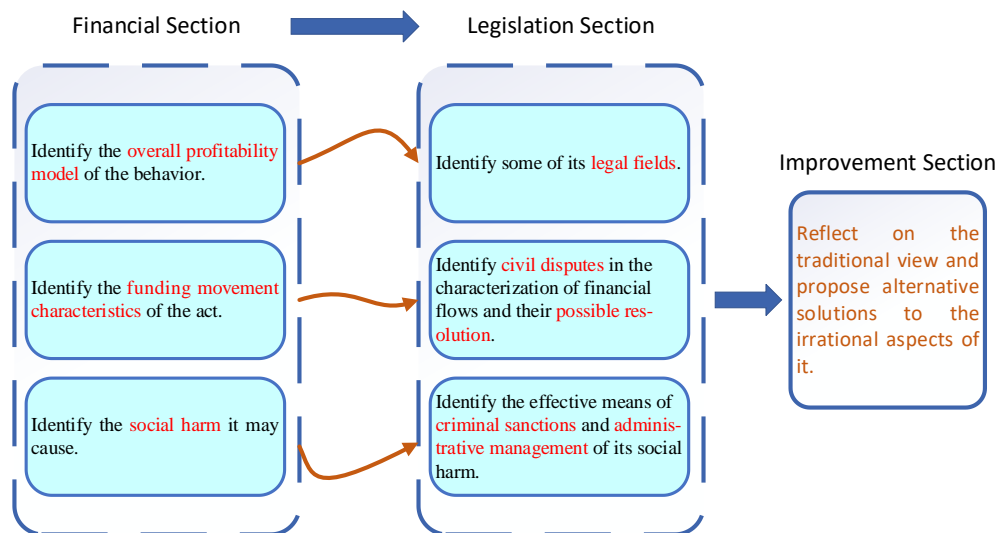 Financial Section
Legislation Section
Identify the overall profitability
model of the behavior.
Identify the funding movement
characteristics of the act.
Identify the social harm it may
cause.
Identify some of its legal fields.
Identify civil disputes in the
characterization of financial
flows and their possible res-
olution.
Identify the effective means of
criminal sanctions and adminis-
trative management of its social
harm.
Improvement Section
Reflect on the
traditional view and
propose alternative
solutions to the
irrational aspects of
it.